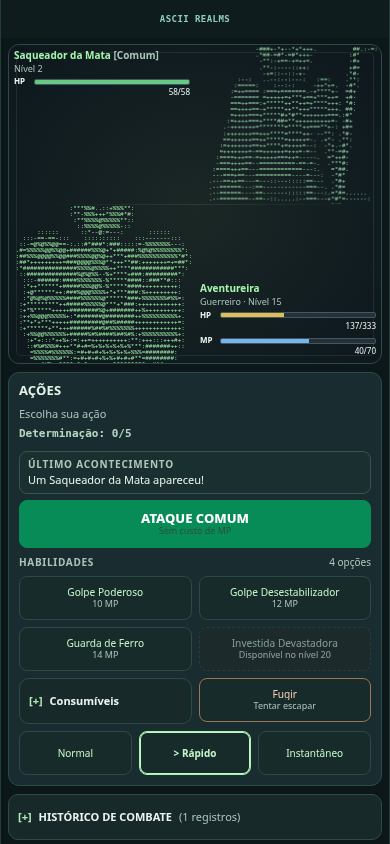 ASCII REALMS
Saqueador da Mata [Comum]
Nível 2
HP
58/58
Aventureira
Guerreiro · Nível 15
HP
137/333
MP
40/70
AÇÕES
Escolha sua ação
Determinação: 0/5
ÚLTIMO ACONTECIMENTO
Um Saqueador da Mata apareceu!
ATAQUE COMUM
Sem custo de MP
HABILIDADES 4 opções
Golpe Poderoso
10 MP
Golpe Desestabilizador
12 MP
Guarda de Ferro
14 MP
Investida Devastadora
Disponível no nível 20
[+] Consumíveis
Fugir
Tentar escapar
Normal
> Rápido
Instantâneo
[+] HISTÓRICO DE COMBATE (1 registros)